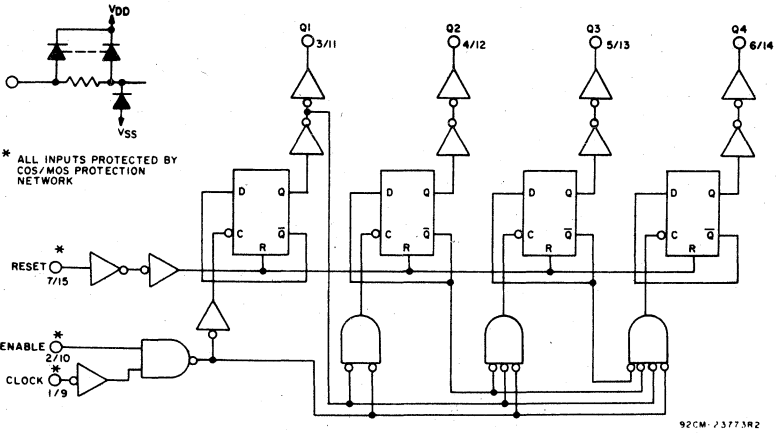 VDD
VSS
* ALL INPUTS PROTECTED BY
COS/MOS PROTECTION
NETWORK
Q1
3/11
Q2
4/12
Q3
5/13
Q4
6/14
D Q
C Q̅
R
D Q
C Q̅
R
D Q
C Q̅
R
D Q
C Q̅
R
*
RESET
7/15
*
ENABLE
2/10
*
CLOCK
1/9
92CM-23773R2